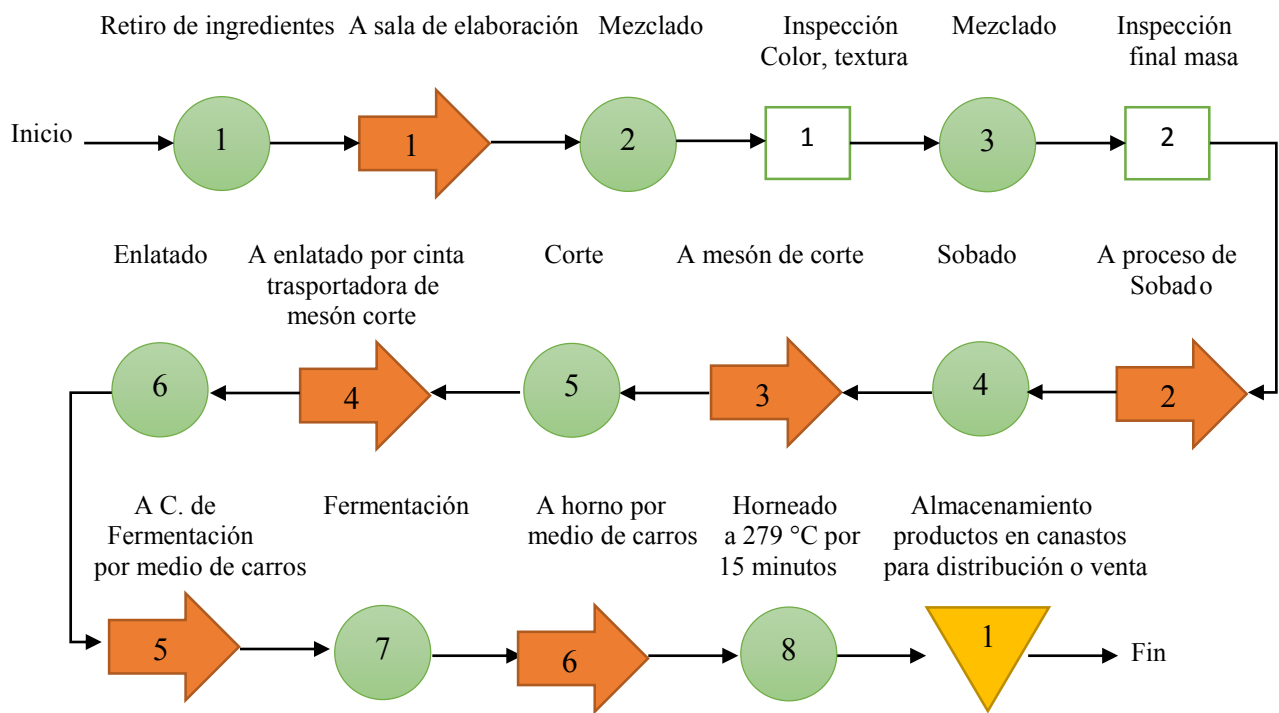 Retiro de ingredientes
A sala de elaboración
Mezclado
Inspección
Color, textura
Mezclado
Inspección
final masa
Inicio
1
1
2
1
3
2
Enlatado
A enlatado por cinta
trasportadora de
mesón corte
Corte
A mesón de corte
Sobado
A proceso de
Sobado
6
4
5
3
4
2
A C. de
Fermentación
por medio de carros
Fermentación
A horno por
medio de carros
Horneado
a 279 °C por
15 minutos
Almacenamiento
productos en canastos
para distribución o venta
5
7
6
8
1
Fin